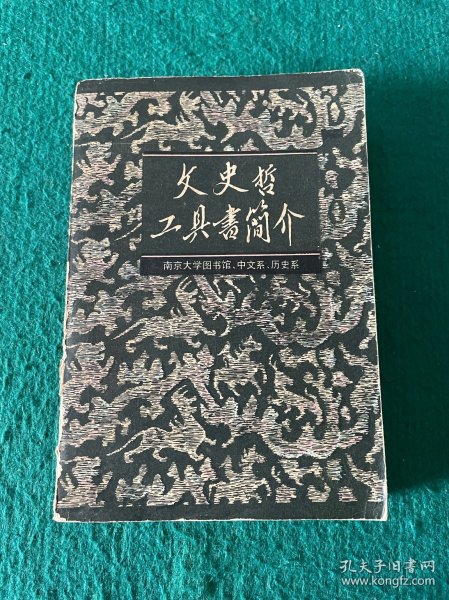 文史哲
工具書简介
南京大学图书馆、中文系、历史系
孔夫子旧书网
www.kongfz.com